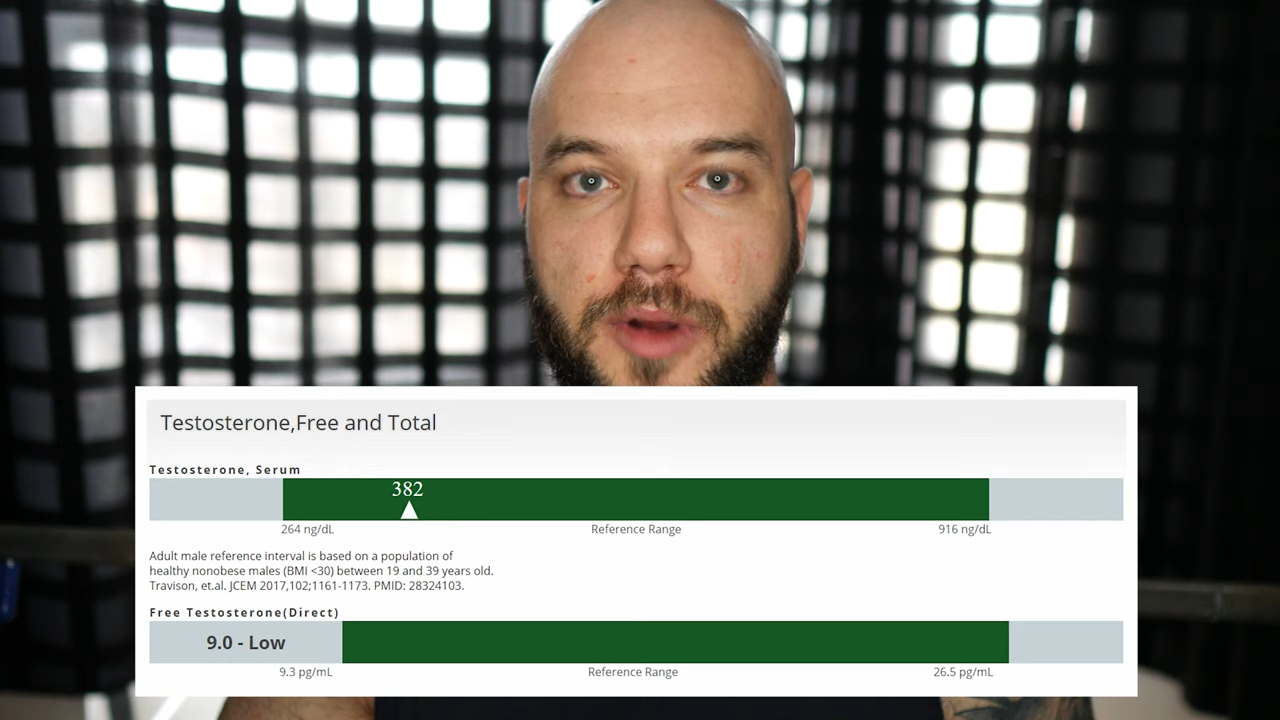 Testosterone,Free and Total
Testosterone, Serum
382
264 ng/dL Reference Range 916 ng/dL
Adult male reference interval is based on a population of
healthy nonobese males (BMI <30) between 19 and 39 years old.
Travison, et.al. JCEM 2017,102;1161-1173. PMID: 28324103.
Free Testosterone(Direct)
9.0 - Low
9.3 pg/mL Reference Range 26.5 pg/mL